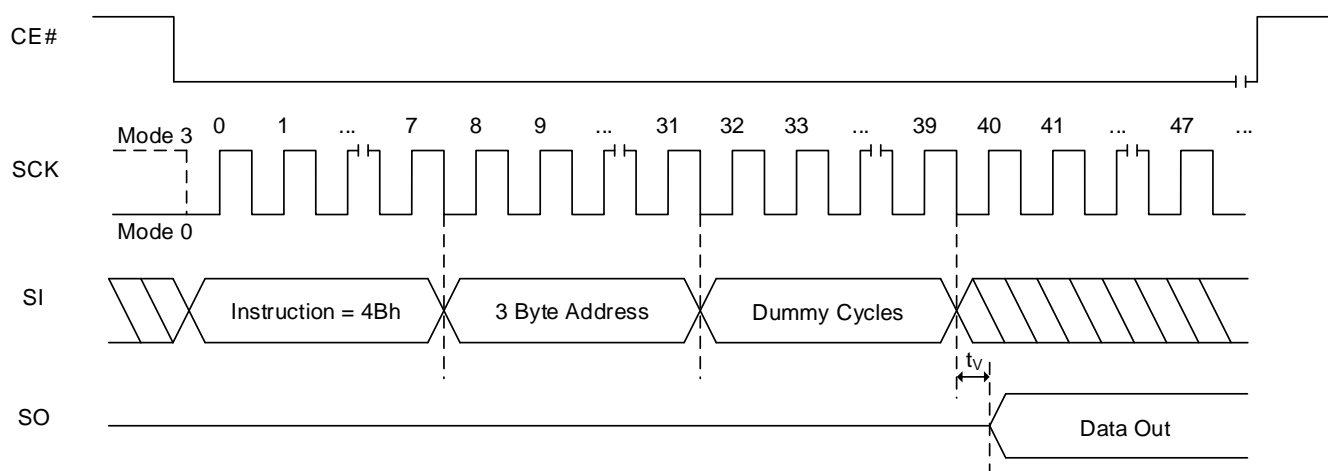 CE#
Mode 3 0 1 ... 7 8 9 ... 31 32 33 ... 39 40 41 ... 47 ...
SCK
Mode 0
SI Instruction = 4Bh 3 Byte Address Dummy Cycles
tV
SO Data Out